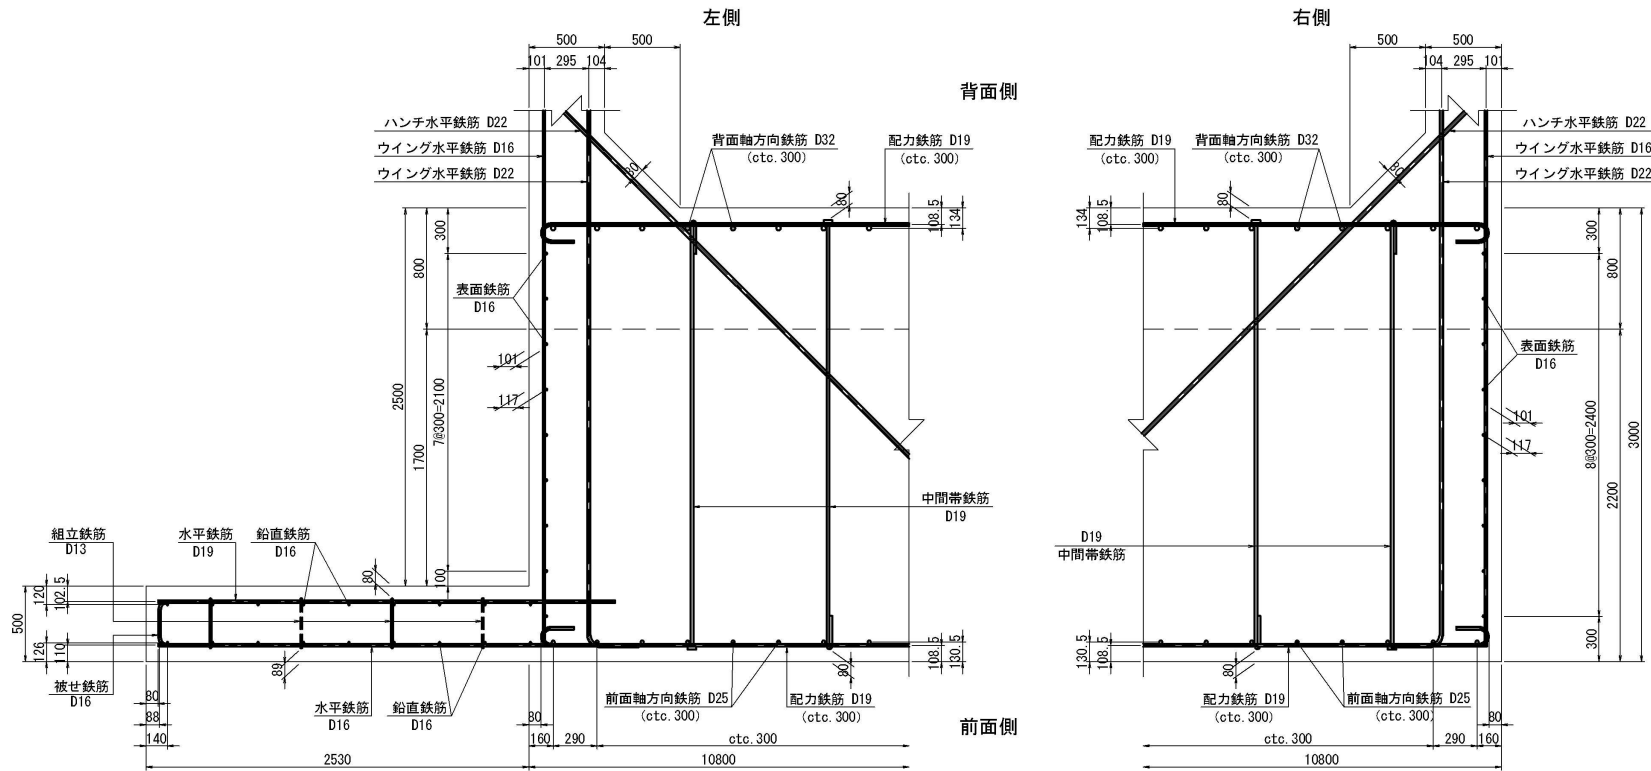 左側
右側
500
500
500
500
101
295
104
104
295
101
背面側
ハンチ水平鉄筋 D22
ウイング水平鉄筋 D16
ウイング水平鉄筋 D22
背面軸方向鉄筋 D32
(ctc.300)
配力鉄筋 D19
(ctc.300)
配力鉄筋 D19
(ctc.300)
背面軸方向鉄筋 D32
(ctc.300)
ハンチ水平鉄筋 D22
ウイング水平鉄筋 D16
ウイング水平鉄筋 D22
80
80
80
80
108.5
134
134
108.5
300
800
2500
1700
7@300=2100
100
表面鉄筋
D16
101
117
300
800
表面鉄筋
D16
101
117
8@300=2400
2200
3000
300
中間帯鉄筋
D19
D19
中間帯鉄筋
組立鉄筋
D13
水平鉄筋
D19
鉛直鉄筋
D16
80
120
102.5
500
126
110
108.5
130.5
130.5
108.5
89
80
80
被せ鉄筋
D16
水平鉄筋
D16
鉛直鉄筋
D16
前面軸方向鉄筋 D25
(ctc.300)
配力鉄筋 D19
(ctc.300)
前面側
配力鉄筋 D19
(ctc.300)
前面軸方向鉄筋 D25
(ctc.300)
80
88
140
80
160
290
ctc.300
ctc.300
290
160
80
2530
10800
10800